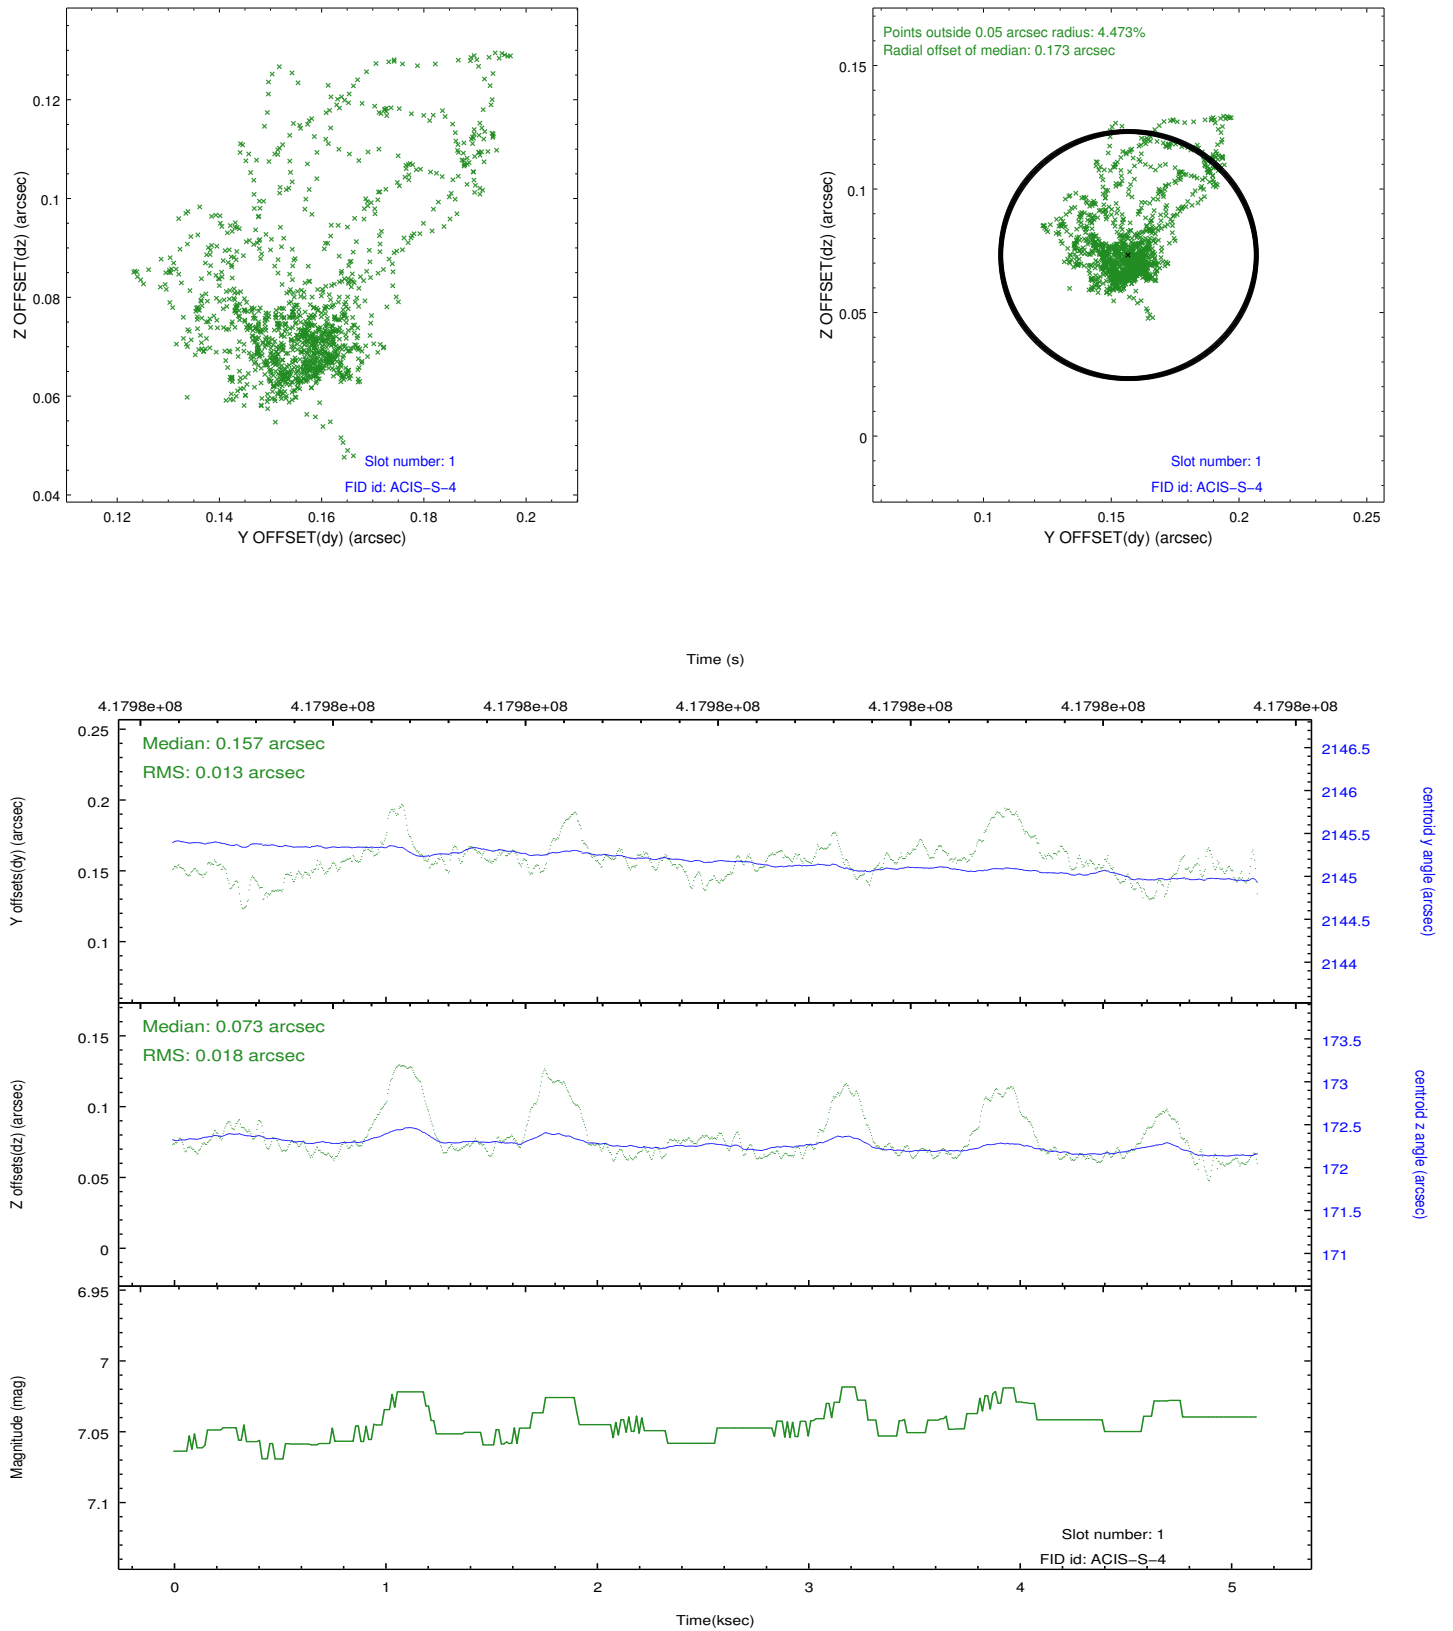 0.12
0.1
0.08
0.06
0.04
Z OFFSET(dz) (arcsec)
Slot number: 1
FID id: ACIS-S-4
0.12 0.14 0.16 0.18 0.2
Y OFFSET(dy) (arcsec)
Points outside 0.05 arcsec radius: 4.473%
Radial offset of median: 0.173 arcsec
0.15
0.1
0.05
0
Z OFFSET(dz) (arcsec)
Slot number: 1
FID id: ACIS-S-4
0.1 0.15 0.2 0.25
Y OFFSET(dy) (arcsec)
Time (s)
4.1798e+08 4.1798e+08 4.1798e+08 4.1798e+08 4.1798e+08 4.1798e+08 4.1798e+08
Median: 0.157 arcsec
RMS: 0.013 arcsec
0.25
0.2
0.15
0.1
Y offsets(dy) (arcsec)
2146.5
2146
2145.5
2145
2144.5
2144
centroid y angle (arcsec)
Median: 0.073 arcsec
RMS: 0.018 arcsec
0.15
0.1
0.05
0
Z offsets(dz) (arcsec)
173.5
173
172.5
172
171.5
171
centroid z angle (arcsec)
6.95
7
7.05
7.1
Magnitude (mag)
Slot number: 1
FID id: ACIS-S-4
0 1 2 3 4 5
Time(ksec)